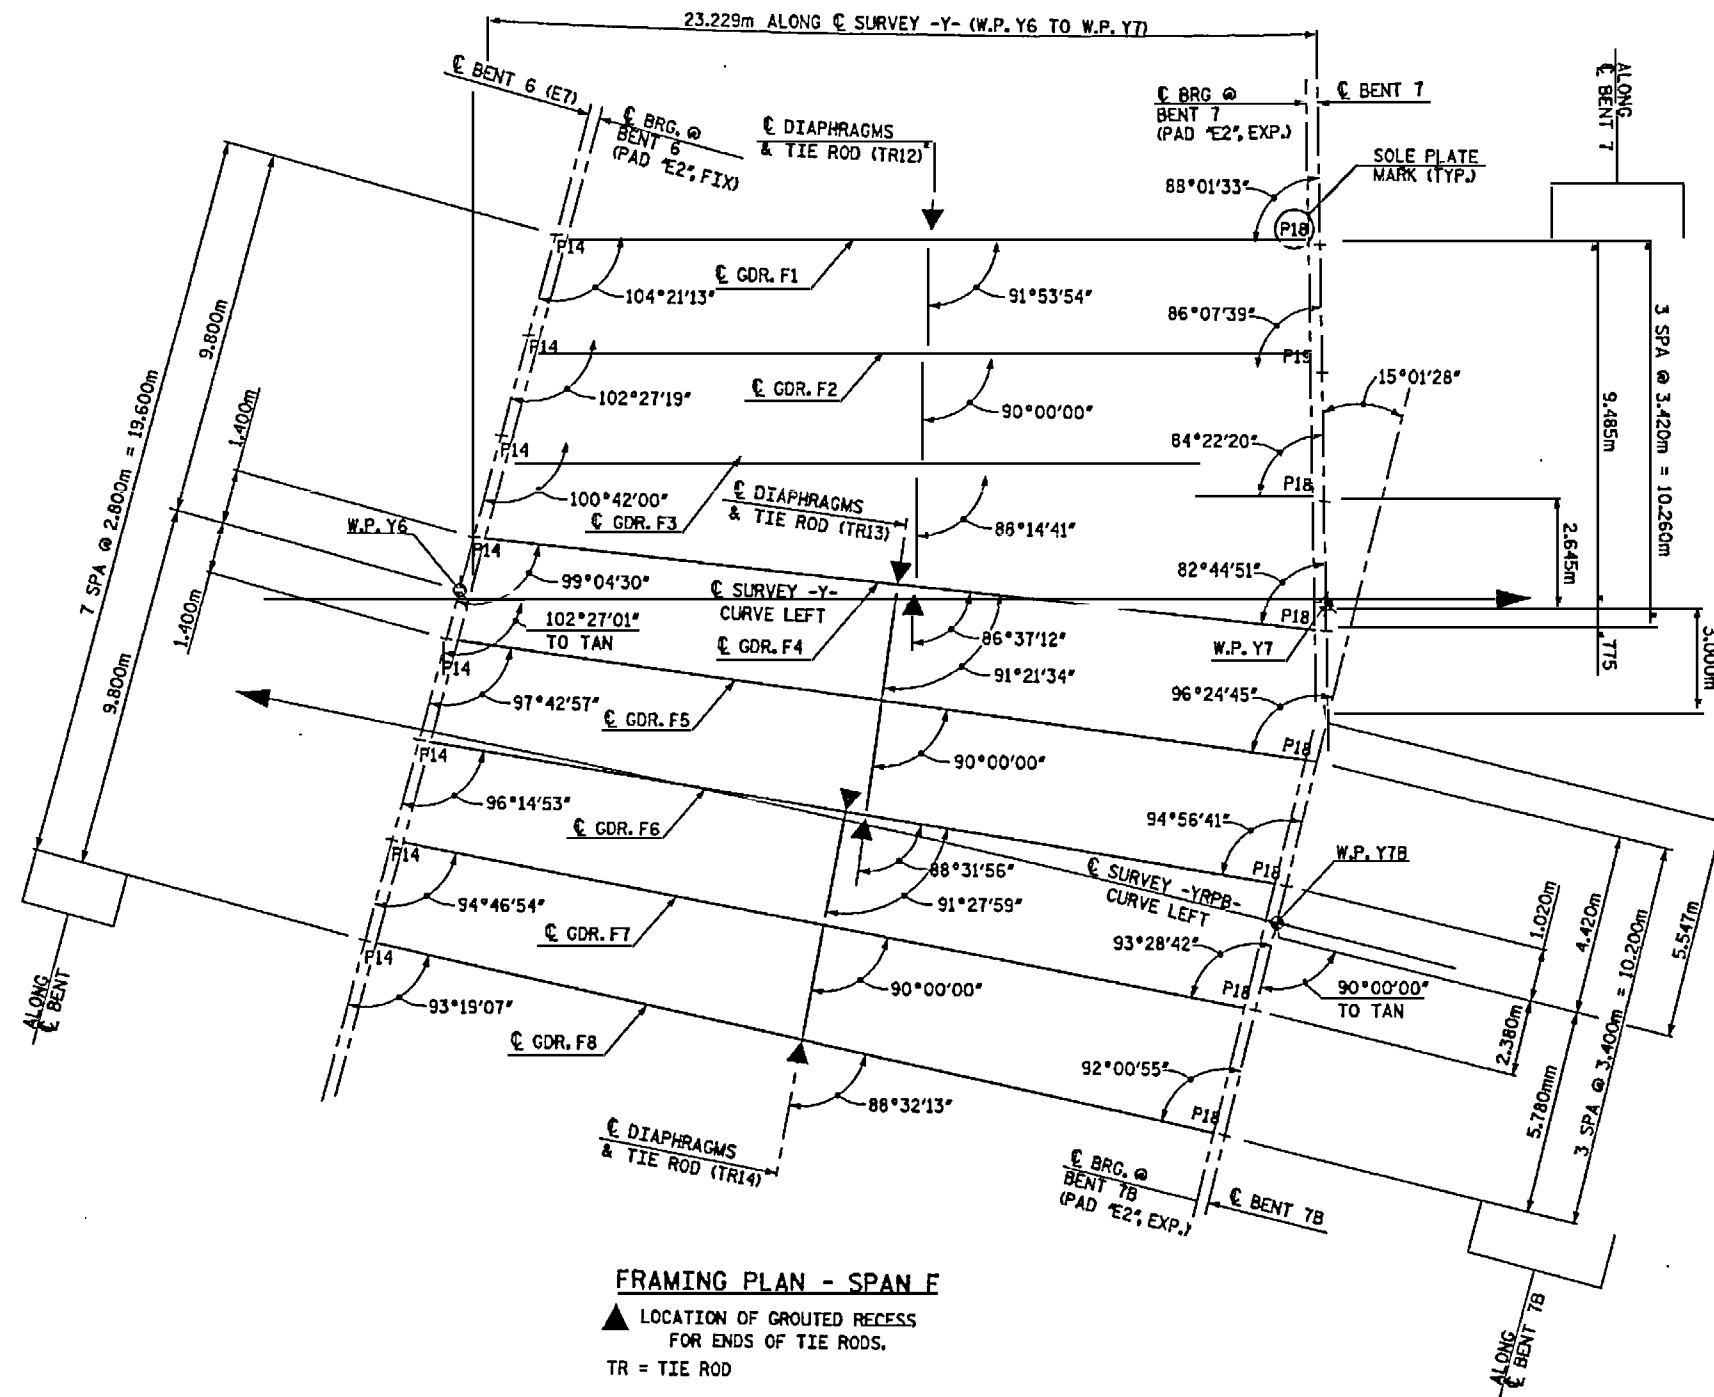 23.229m ALONG ℄ SURVEY -Y- (W.P. Y6 TO W.P. Y7)
℄ BENT 6 (E7)
℄ BRG. @
BENT 6
(PAD "E2", FIX)
℄ DIAPHRAGMS
& TIE ROD (TR12)
℄ BRG @
BENT 7
(PAD "E2", EXP.)
℄ BENT 7
ALONG
℄ BENT 7
SOLE PLATE
MARK (TYP.)
88°01'33"
P18
P14
℄ GDR. F1
104°21'13"
91°53'54"
86°07'39"
P19
P14
℄ GDR. F2
102°27'19"
90°00'00"
15°01'28"
84°22'20"
P18
P14
100°42'00"
℄ GDR. F3
℄ DIAPHRAGMS
& TIE ROD (TR13)
86°14'41"
9.800m
1.400m
7 SPA @ 2.800m = 19.600m
1.400m
9.800m
W.P. Y6
P14
99°04'30"
℄ SURVEY -Y-
CURVE LEFT
82°44'51"
P18
W.P. Y7
3 SPA @ 3.420m = 10.260m
9.485m
2.645m
.775
3.000m
102°27'01"
TO TAN
℄ GDR. F4
86°37'12"
91°21'34"
P14
97°42'57"
℄ GDR. F5
96°24'45"
P18
90°00'00"
P14
96°14'53"
℄ GDR. F6
94°56'41"
P18
W.P. Y7B
88°31'56"
91°27'59"
℄ SURVEY -YRPB-
CURVE LEFT
P14
94°46'54"
℄ GDR. F7
93°28'42"
P18
90°00'00"
90°00'00"
TO TAN
1.020m
4.420m
5.547m
2.380m
5.780mm
3 SPA @ 3.400m = 10.200m
P14
93°19'07"
℄ GDR. F8
92°00'55"
P18
88°32'13"
ALONG
℄ BENT
℄ DIAPHRAGMS
& TIE ROD (TR14)
℄ BRG. @
BENT 7B
(PAD "E2", EXP.)
℄ BENT 7B
ALONG
℄ BENT 7B
FRAMING PLAN - SPAN F
LOCATION OF GROUTED RECESS
FOR ENDS OF TIE RODS.
TR = TIE ROD